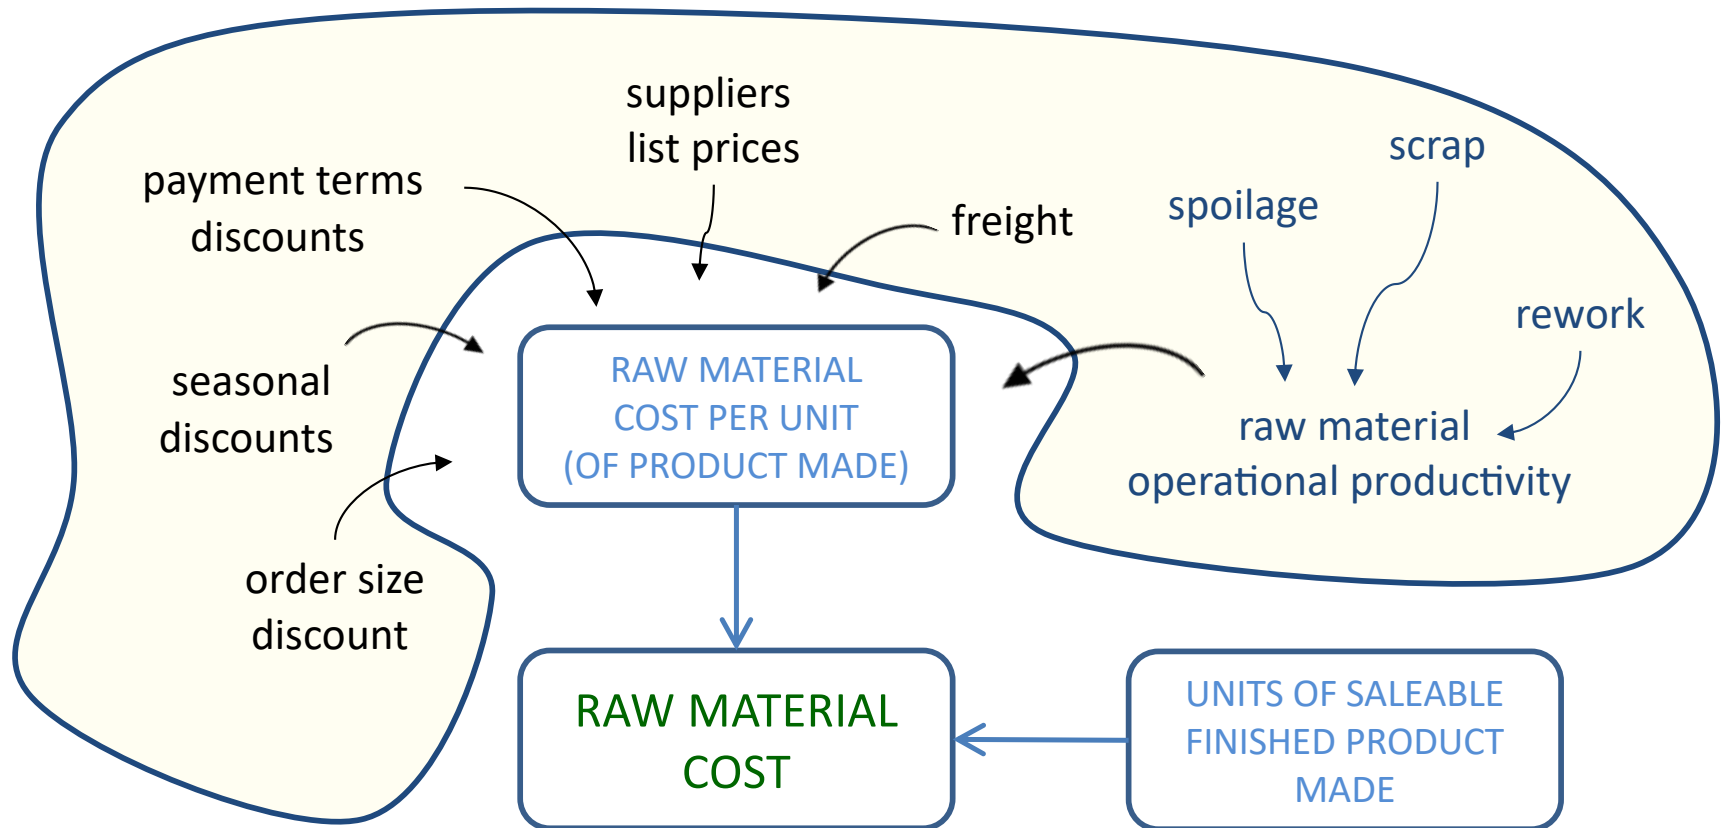 suppliers
list prices
payment terms
discounts
freight
scrap
spoilage
rework
seasonal
discounts
RAW MATERIAL
COST PER UNIT
(OF PRODUCT MADE)
raw material
operational productivity
order size
discount
RAW MATERIAL
COST
UNITS OF SALEABLE
FINISHED PRODUCT
MADE